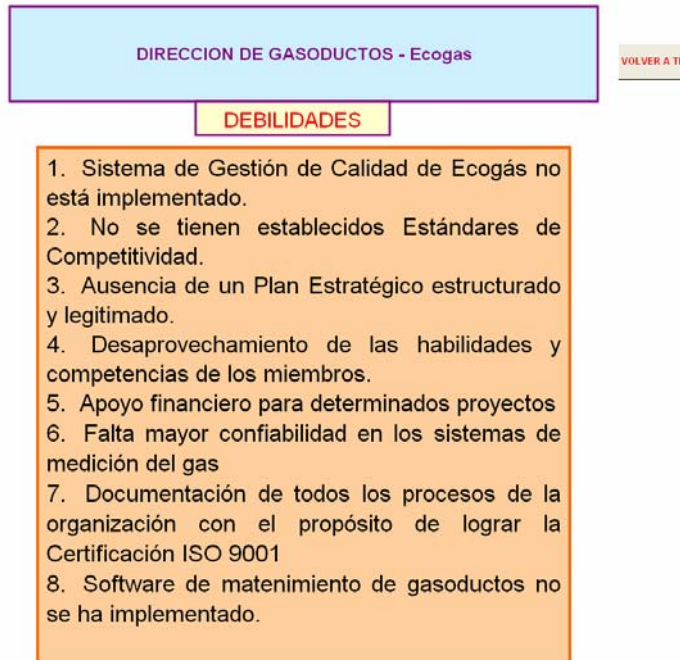 DIRECCION DE GASODUCTOS - Ecogas
VOLVER A
DEBILIDADES
1. Sistema de Gestión de Calidad de Ecogás no
está implementado.
2. No se tienen establecidos Estándares de
Competitividad.
3. Ausencia de un Plan Estratégico estructurado
y legitimado.
4. Desaprovechamiento de las habilidades y
competencias de los miembros.
5. Apoyo financiero para determinados proyectos
6. Falta mayor confiabilidad en los sistemas de
medición del gas
7. Documentación de todos los procesos de la
organización con el propósito de lograr la
Certificación ISO 9001
8. Software de matenimiento de gasoductos no
se ha implementado.